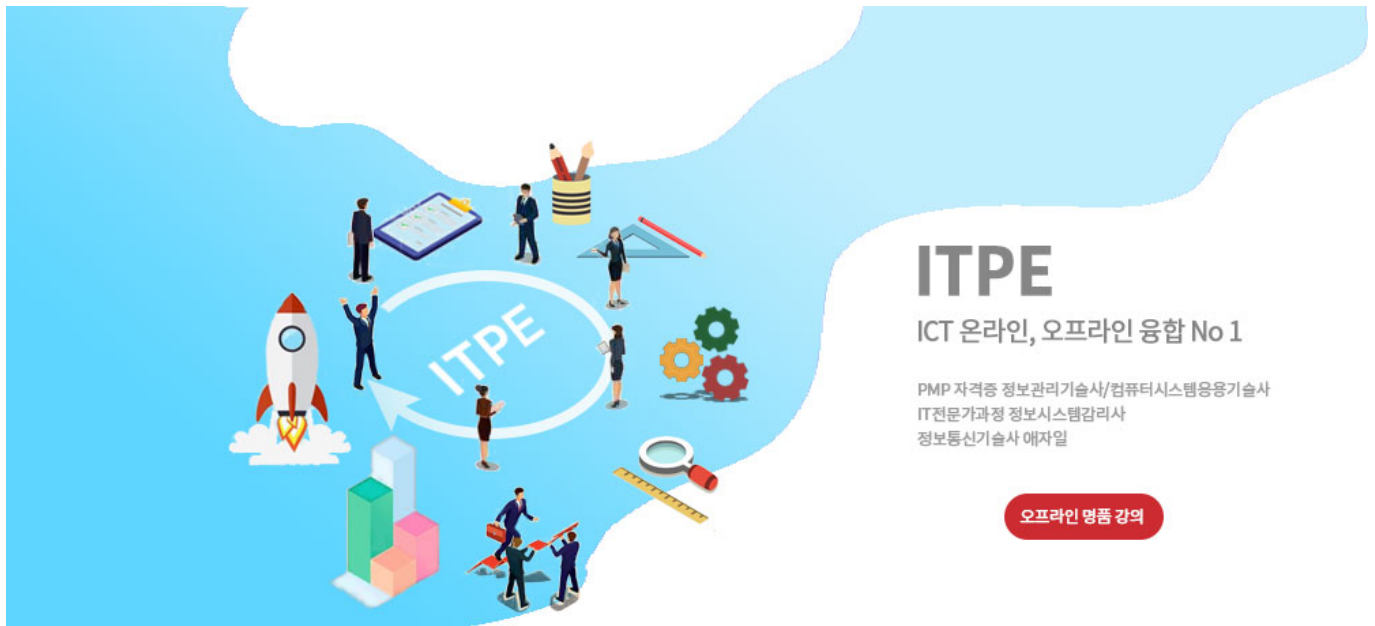 ITPE
ITPE
ICT 온라인, 오프라인 융합 No 1
PMP 자격증 정보관리기술사/컴퓨터시스템응용기술사
IT전문가과정 정보시스템감리사
정보통신기술사 애자일
오프라인 명품 강의